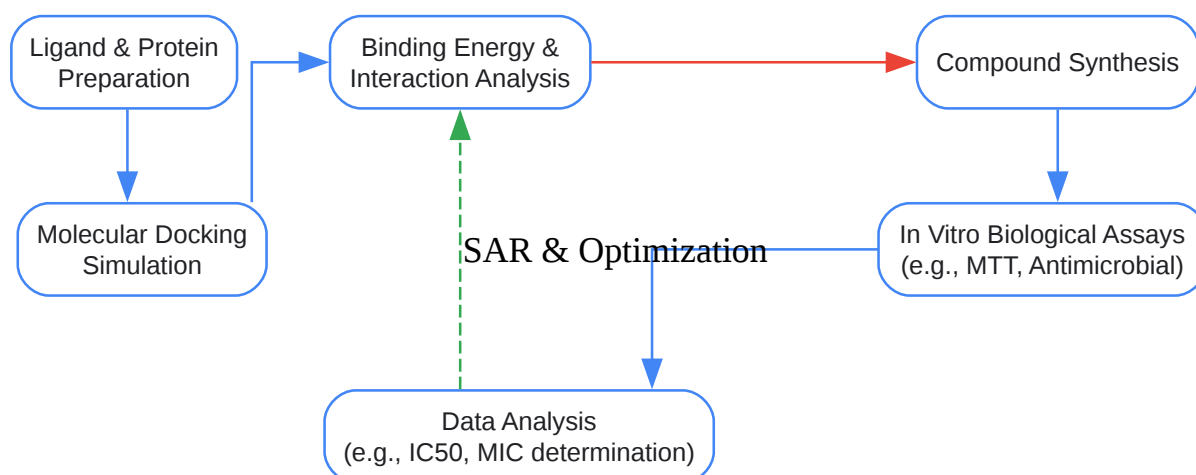 Ligand & Protein
Preparation
Binding Energy &
Interaction Analysis
Compound Synthesis
Molecular Docking
Simulation
SAR & Optimization
In Vitro Biological Assays
(e.g., MTT, Antimicrobial)
Data Analysis
(e.g., IC50, MIC determination)